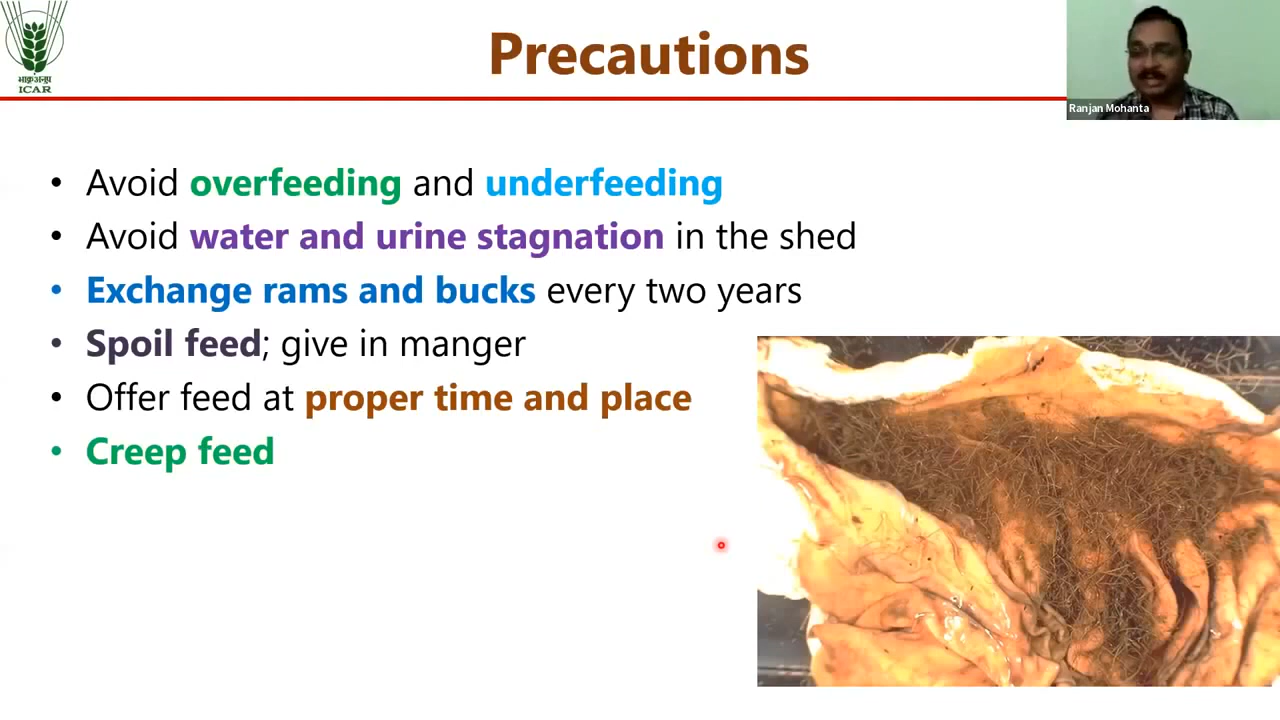 भाकृअनुप
ICAR
Precautions
Ranjan Mohanta
• Avoid overfeeding and underfeeding
• Avoid water and urine stagnation in the shed
• Exchange rams and bucks every two years
• Spoil feed; give in manger
• Offer feed at proper time and place
• Creep feed